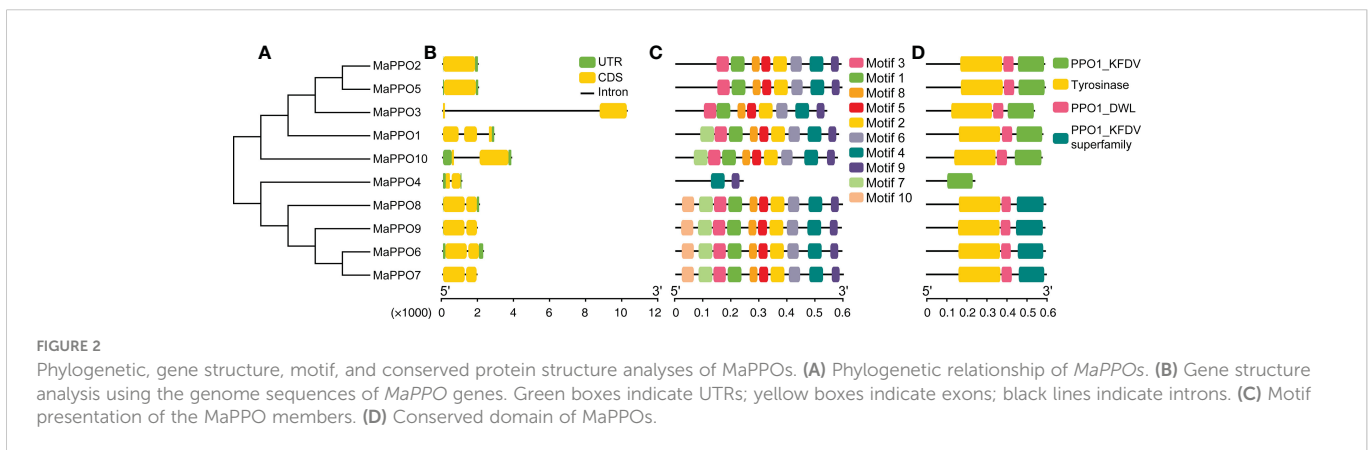 A
B
C
D
MaPPO2
MaPPO5
MaPPO3
MaPPO1
MaPPO10
MaPPO4
MaPPO8
MaPPO9
MaPPO6
MaPPO7
UTR
CDS
Intron
5' 3'
(×1000) 0 2 4 6 8 10 12
Motif 3
Motif 1
Motif 8
Motif 5
Motif 2
Motif 6
Motif 4
Motif 9
Motif 7
Motif 10
5' 3'
0 0.1 0.2 0.3 0.4 0.5 0.6
PPO1_KFDV
Tyrosinase
PPO1_DWL
PPO1_KFDV
superfamily
5' 3'
0 0.1 0.2 0.3 0.4 0.5 0.6
FIGURE 2
Phylogenetic, gene structure, motif, and conserved protein structure analyses of MaPPOs. (A) Phylogenetic relationship of MaPPOs. (B) Gene structure
analysis using the genome sequences of MaPPO genes. Green boxes indicate UTRs; yellow boxes indicate exons; black lines indicate introns. (C) Motif
presentation of the MaPPO members. (D) Conserved domain of MaPPOs.